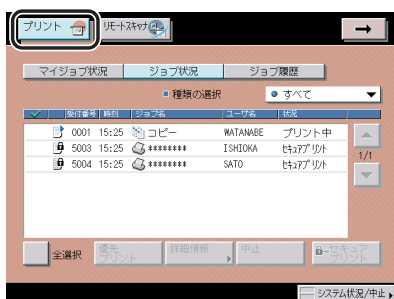 プリント リモートスキャナ
マイジョブ状況 ジョブ状況 ジョブ履歴
■ 種類の選択 すべて
受付番号 時刻 ジョブ名 ユーザ名 状況
0001 15:25 コピー WATANABE プリント中
5003 15:25 ******** ISHIOKA ｾｷｭｱﾌﾟﾘﾝﾄ
1/1
5004 15:25 ******** SATO ｾｷｭｱﾌﾟﾘﾝﾄ
全選択 優先プリント 詳細情報 中止 セキュアプリント
システム状況/中止